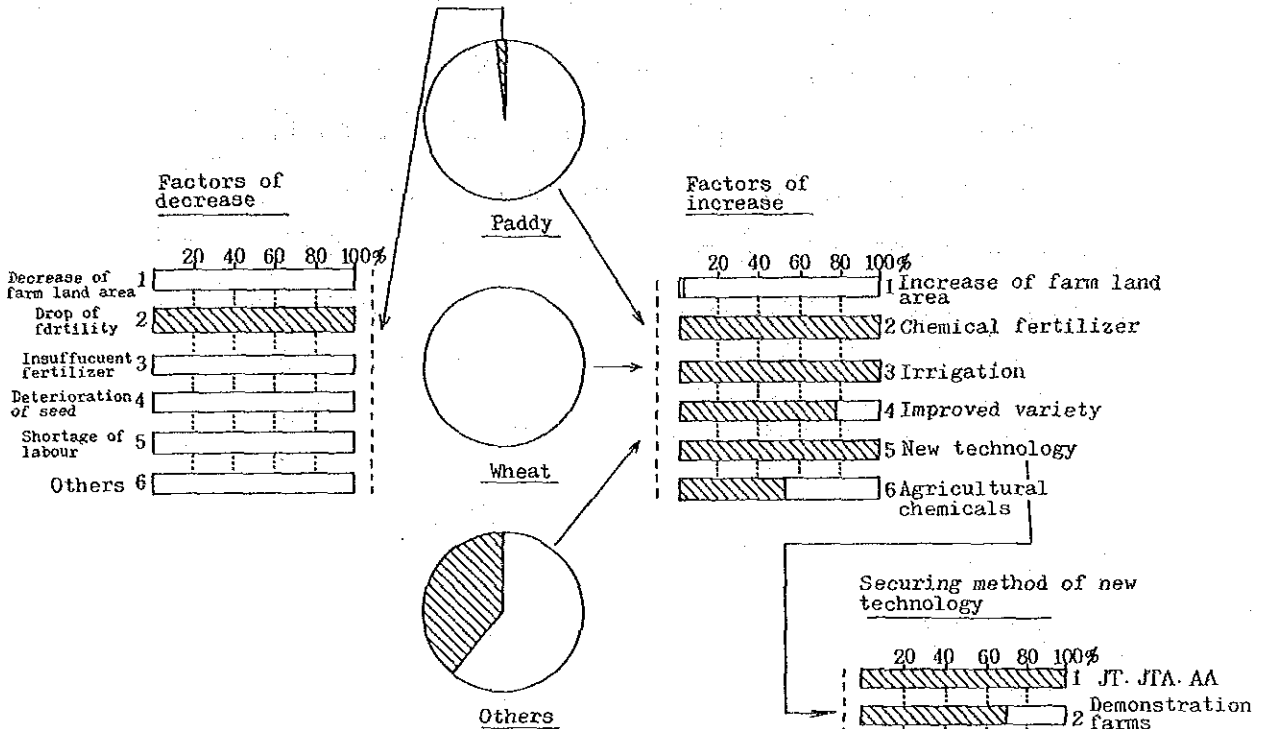 Factors of
decrease
20 40 60 80 100%
Decrease of
farm land area 1
Drop of
fdrtility 2
Insuffucuent
fertilizer 3
Deterioration
of seed 4
Shortage of
labour 5
Others 6
Paddy
Wheat
Others
Factors of
increase
20 40 60 80 100%
1 Increase of farm land
area
2 Chemical fertilizer
3 Irrigation
4 Improved variety
5 New technology
6 Agricultural
chemicals
Securing method of new
technology
20 40 60 80 100%
1 JT. JTA. AA
2 Demonstration
farms